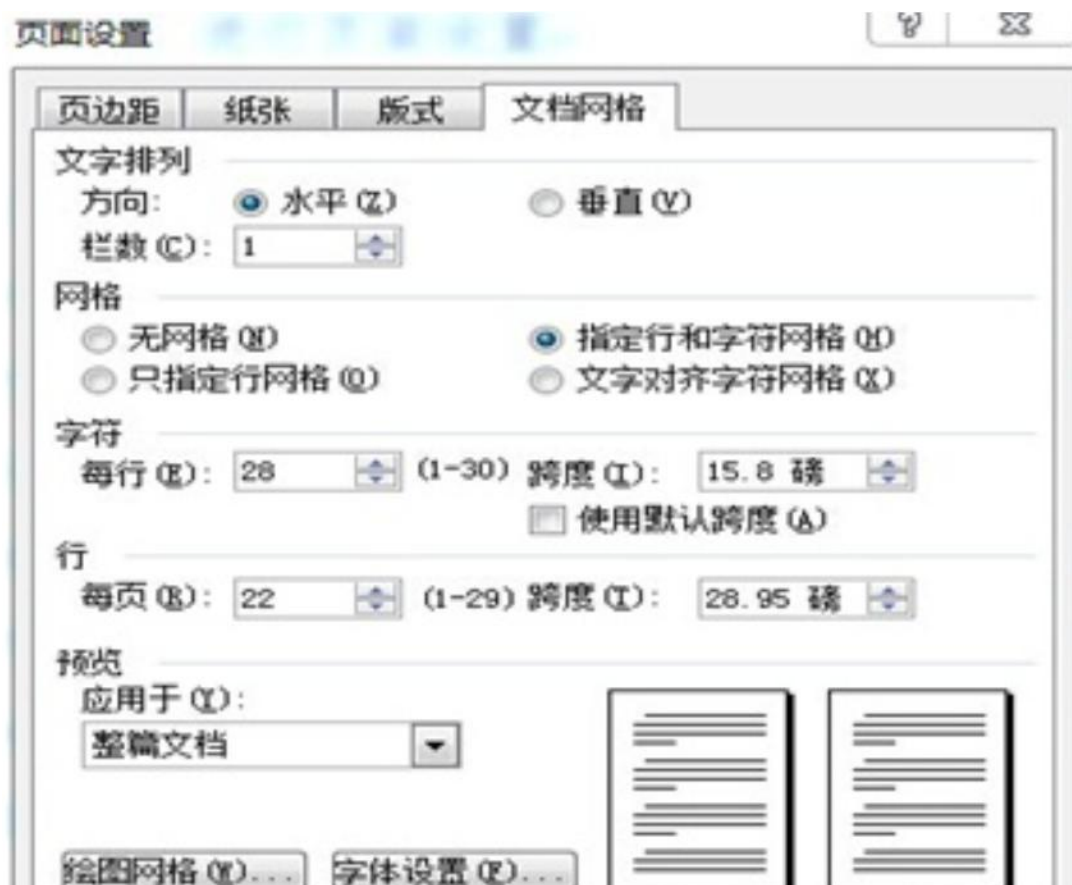 页面设置
页边距 纸张 版式 文档网格
文字排列
方向: 水平(Z) 垂直(V)
栏数(C): 1
网格
无网格(N) 指定行和字符网格(H)
只指定行网格(O) 文字对齐字符网格(X)
字符
每行(E): 28 (1-30) 跨度(I): 15.8 磅
使用默认跨度(A)
行
每页(R): 22 (1-29) 跨度(T): 28.95 磅
预览
应用于(Y):
整篇文档
绘图网格(W)... 字体设置(F)...